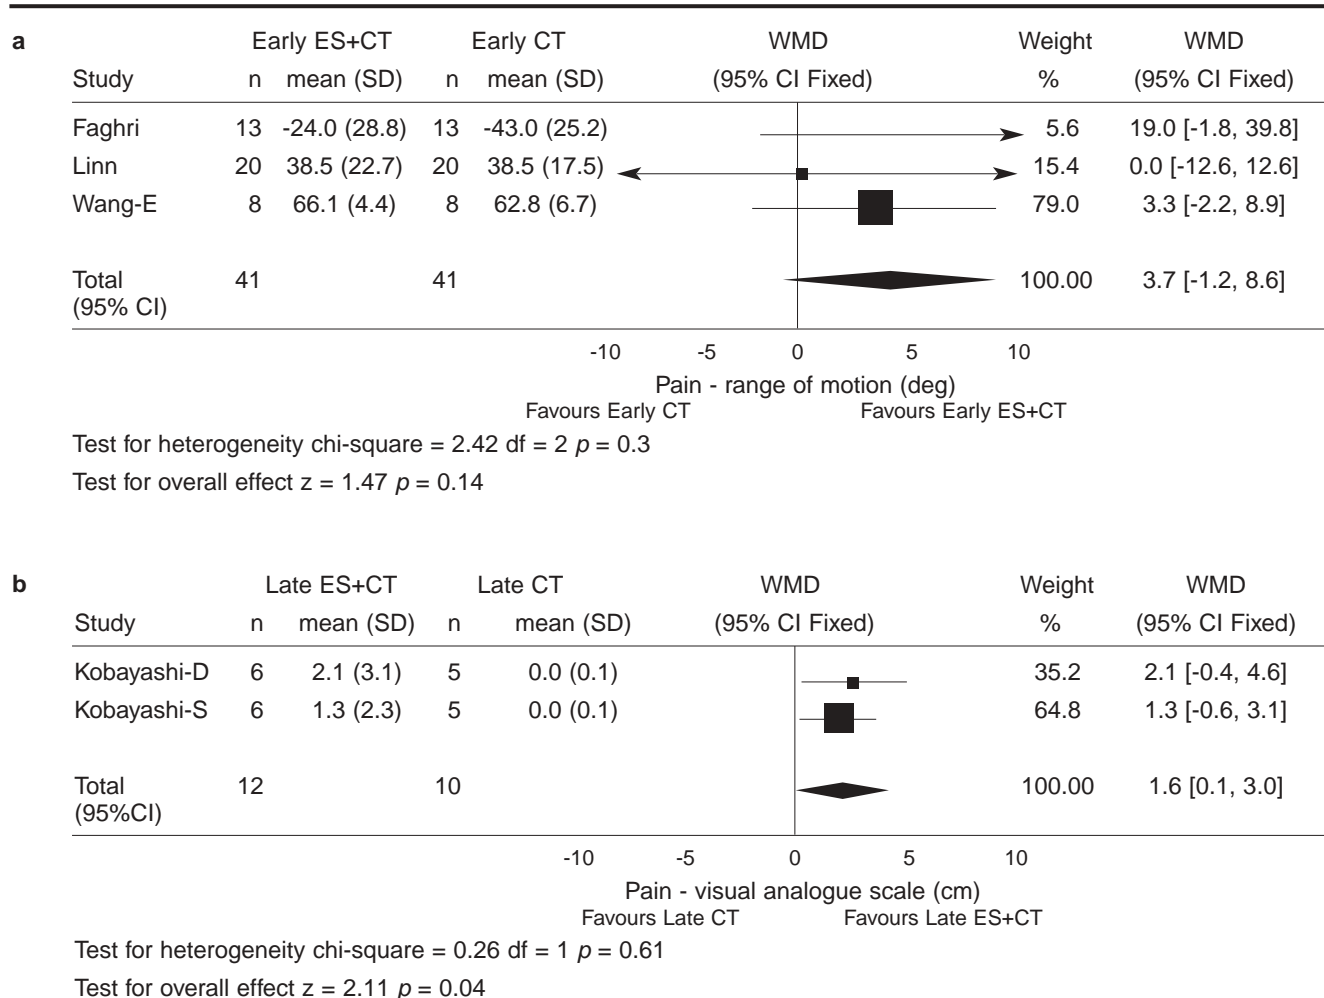 a Early ES+CT Early CT WMD Weight WMD
Study n mean (SD) n mean (SD) (95% CI Fixed) % (95% CI Fixed)
Faghri 13 -24.0 (28.8) 13 -43.0 (25.2) 5.6 19.0 [-1.8, 39.8]
Linn 20 38.5 (22.7) 20 38.5 (17.5) 15.4 0.0 [-12.6, 12.6]
Wang-E 8 66.1 (4.4) 8 62.8 (6.7) 79.0 3.3 [-2.2, 8.9]
Total 41 41 100.00 3.7 [-1.2, 8.6]
(95% CI)
-10 -5 0 5 10
Pain - range of motion (deg)
Favours Early CT Favours Early ES+CT
Test for heterogeneity chi-square = 2.42 df = 2 p = 0.3
Test for overall effect z = 1.47 p = 0.14
b Late ES+CT Late CT WMD Weight WMD
Study n mean (SD) n mean (SD) (95% CI Fixed) % (95% CI Fixed)
Kobayashi-D 6 2.1 (3.1) 5 0.0 (0.1) 35.2 2.1 [-0.4, 4.6]
Kobayashi-S 6 1.3 (2.3) 5 0.0 (0.1) 64.8 1.3 [-0.6, 3.1]
Total 12 10 100.00 1.6 [0.1, 3.0]
(95%CI)
-10 -5 0 5 10
Pain - visual analogue scale (cm)
Favours Late CT Favours Late ES+CT
Test for heterogeneity chi-square = 0.26 df = 1 p = 0.61
Test for overall effect z = 2.11 p = 0.04